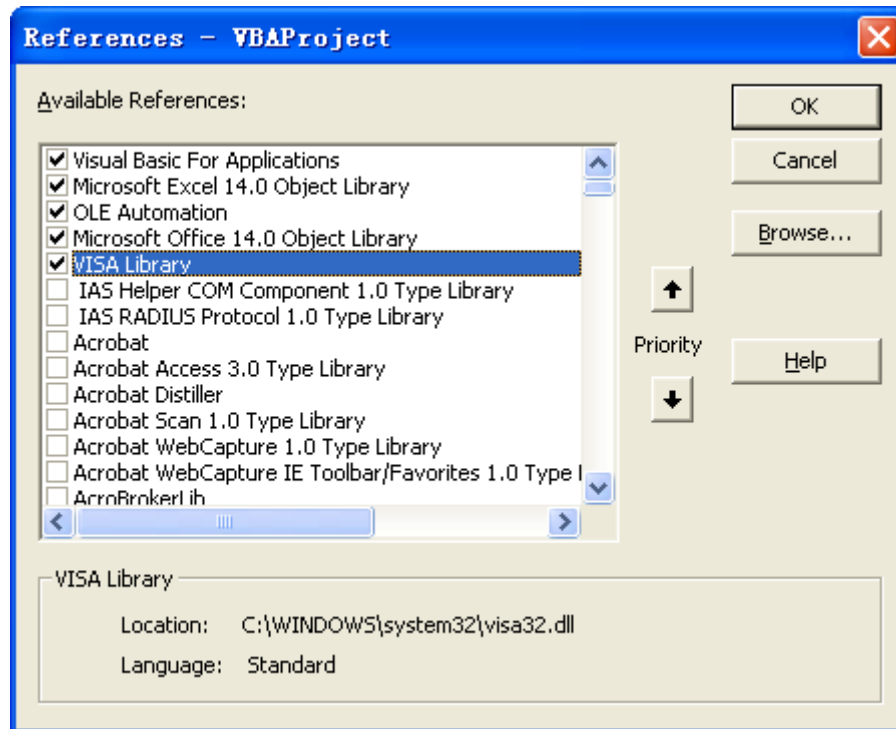 References - VBAProject
Available References:
Visual Basic For Applications
Microsoft Excel 14.0 Object Library
OLE Automation
Microsoft Office 14.0 Object Library
VISA Library
IAS Helper COM Component 1.0 Type Library
IAS RADIUS Protocol 1.0 Type Library
Acrobat
Acrobat Access 3.0 Type Library
Acrobat Distiller
Acrobat Scan 1.0 Type Library
Acrobat WebCapture 1.0 Type Library
Acrobat WebCapture IE Toolbar/Favorites 1.0 Type
AcroBrokerLib
OK
Cancel
Browse...
Priority
Help
VISA Library
Location: C:\WINDOWS\system32\visa32.dll
Language: Standard